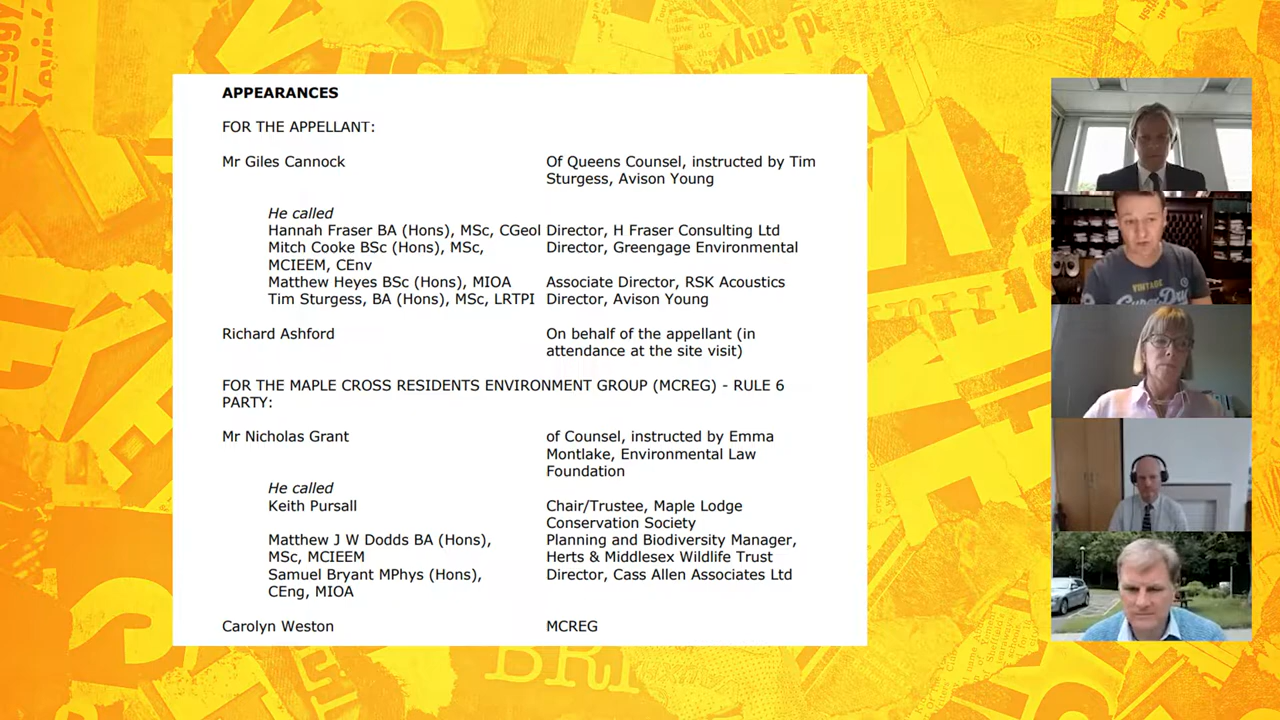 APPEARANCES
FOR THE APPELLANT:
Mr Giles Cannock
Of Queens Counsel, instructed by Tim
Sturgess, Avison Young
He called
Hannah Fraser BA (Hons), MSc, CGeol Director, H Fraser Consulting Ltd
Mitch Cooke BSc (Hons), MSc, Director, Greengage Environmental
MCIEEM, CEnv
Matthew Heyes BSc (Hons), MIOA Associate Director, RSK Acoustics
Tim Sturgess, BA (Hons), MSc, LRTPI Director, Avison Young
Richard Ashford
On behalf of the appellant (in
attendance at the site visit)
FOR THE MAPLE CROSS RESIDENTS ENVIRONMENT GROUP (MCREG) - RULE 6
PARTY:
Mr Nicholas Grant
of Counsel, instructed by Emma
Montlake, Environmental Law
Foundation
He called
Keith Pursall
Chair/Trustee, Maple Lodge
Conservation Society
Matthew J W Dodds BA (Hons),
MSc, MCIEEM
Planning and Biodiversity Manager,
Herts & Middlesex Wildlife Trust
Samuel Bryant MPhys (Hons),
CEng, MIOA
Director, Cass Allen Associates Ltd
Carolyn Weston MCREG
VINTAGE